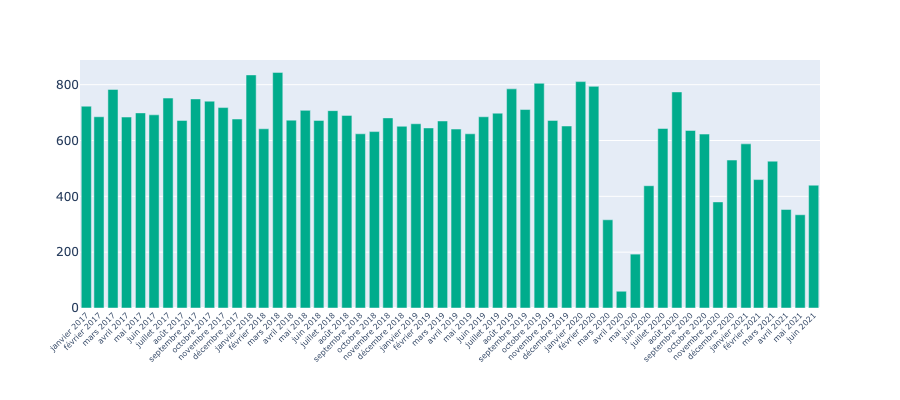 800
600
400
200
0
janvier 2017
février 2017
mars 2017
avril 2017
mai 2017
juin 2017
juillet 2017
août 2017
septembre 2017
octobre 2017
novembre 2017
décembre 2017
janvier 2018
février 2018
mars 2018
avril 2018
mai 2018
juin 2018
juillet 2018
août 2018
septembre 2018
octobre 2018
novembre 2018
décembre 2018
janvier 2019
février 2019
mars 2019
avril 2019
mai 2019
juin 2019
juillet 2019
août 2019
septembre 2019
octobre 2019
novembre 2019
décembre 2019
janvier 2020
février 2020
mars 2020
avril 2020
mai 2020
juin 2020
juillet 2020
août 2020
septembre 2020
octobre 2020
novembre 2020
décembre 2020
janvier 2021
février 2021
mars 2021
avril 2021
mai 2021
juin 2021